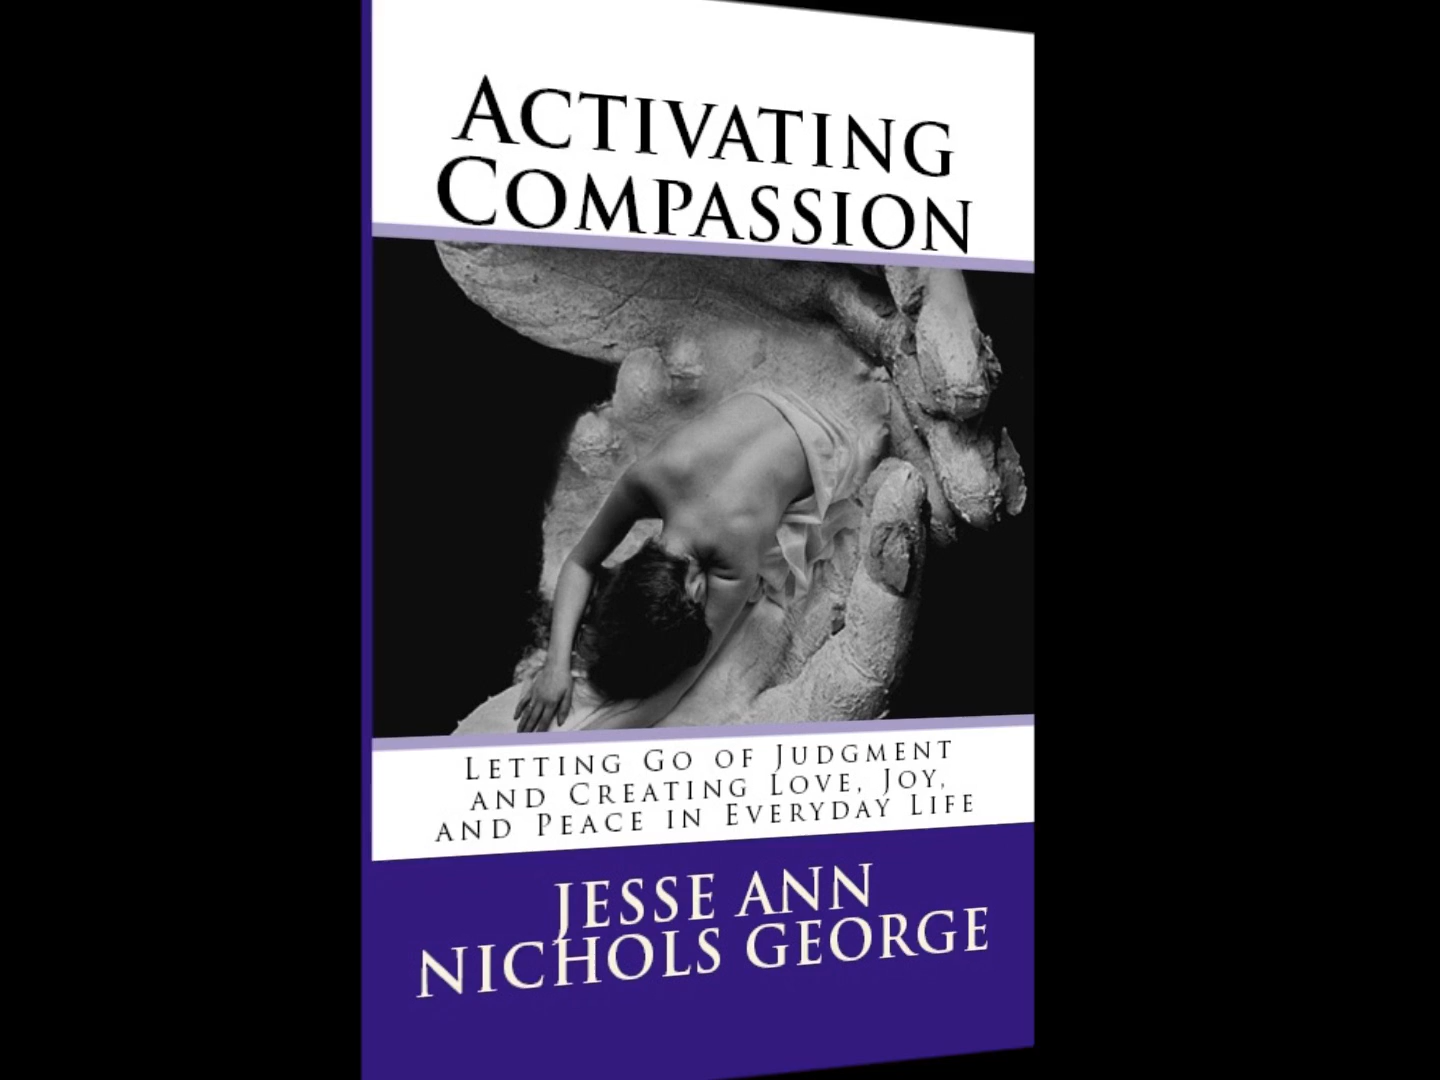 ACTIVATING
COMPASSION
LETTING GO OF JUDGMENT
AND CREATING LOVE, JOY,
AND PEACE IN EVERYDAY LIFE
JESSE ANN
NICHOLS GEORGE